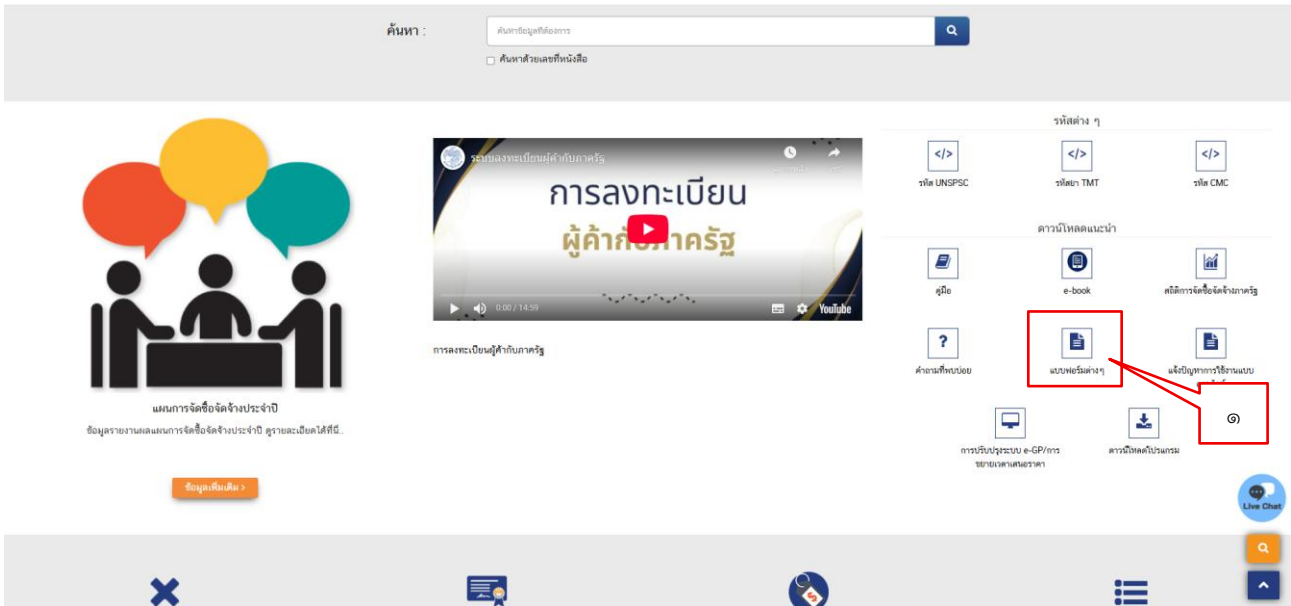 ค้นหา :
ค้นหาข้อมูลที่ต้องการ
ค้นหาด้วยเลขที่หนังสือ
รหัสต่าง ๆ
</>
</>
</>
รหัส UNSPSC
รหัสยา TMT
รหัส CMC
ระบบลงทะเบียนผู้ค้ากับภาครัฐ
การลงทะเบียน
ผู้ค้ากับภาครัฐ
0:00 / 14:59
YouTube
การลงทะเบียนผู้ค้ากับภาครัฐ
แผนการจัดซื้อจัดจ้างประจำปี
ข้อมูลรายงานผลแผนการจัดซื้อจัดจ้างประจำปี ดูรายละเอียดได้ที่นี่..
ข้อมูลเพิ่มเติม >
ดาวน์โหลดแนะนำ
คู่มือ
e-book
สถิติการจัดซื้อจัดจ้างภาครัฐ
?
คำถามที่พบบ่อย
แบบฟอร์มต่างๆ
แจ้งปัญหาการใช้งานแบบ
๑
การปรับปรุงระบบ e-GP/การ
ขยายเวลาเสนอราคา
ดาวน์โหลดโปรแกรม
Live Chat